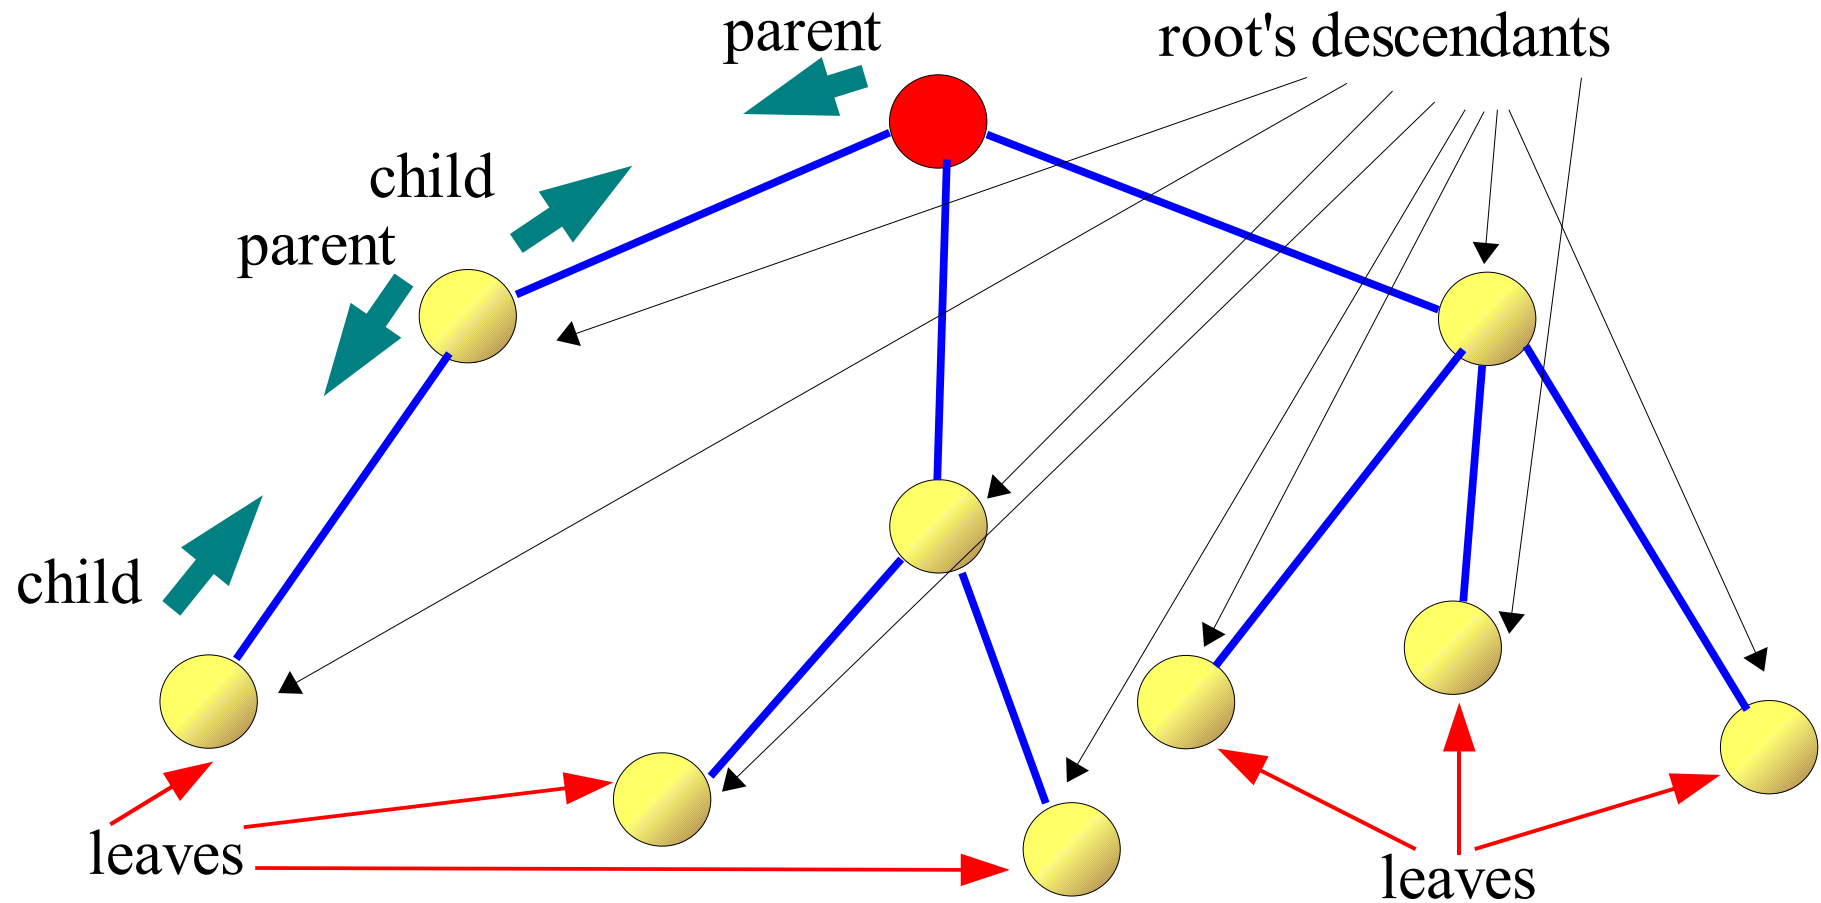 parent
root's descendants
child
parent
child
leaves
leaves